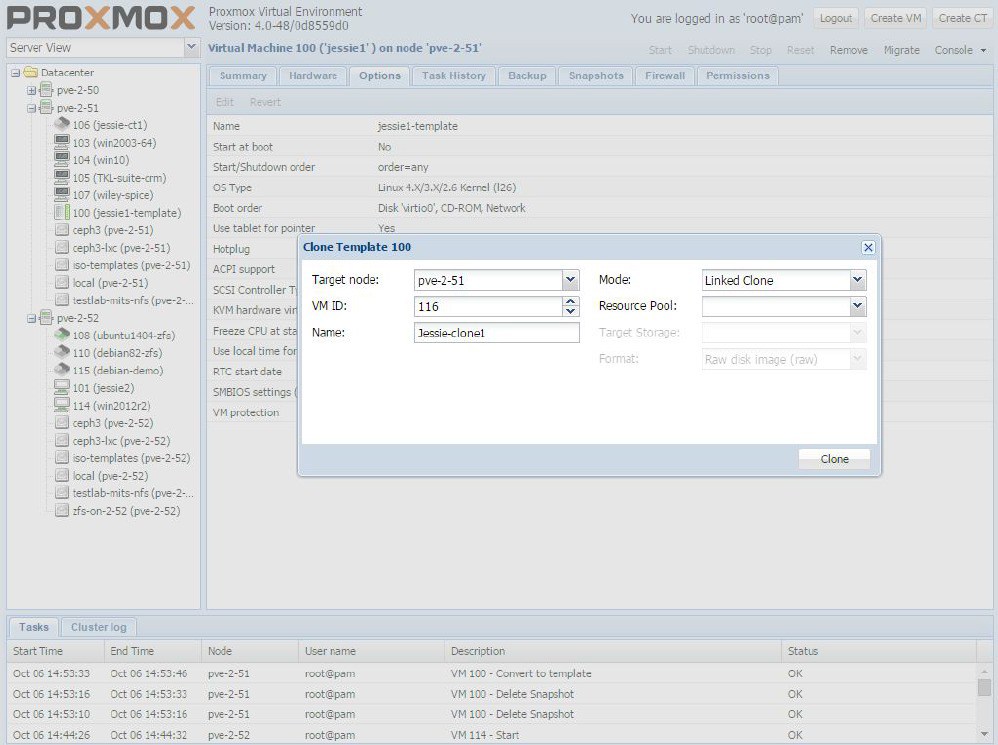 PROXMOX
Proxmox Virtual Environment
Version: 4.0-48/0d8559d0
You are logged in as 'root@pam'
Logout
Create VM
Create CT
Server View
Virtual Machine 100 ('jessie1' ) on node 'pve-2-51'
Start Shutdown Stop Reset Remove Migrate Console
Datacenter
pve-2-50
pve-2-51
106 (jessie-ct1)
103 (win2003-64)
104 (win10)
105 (TKL-suite-crm)
107 (wiley-spice)
100 (jessie1-template)
ceph3 (pve-2-51)
ceph3-lxc (pve-2-51)
iso-templates (pve-2-51)
local (pve-2-51)
testlab-mits-nfs (pve-2-...
pve-2-52
108 (ubuntu1404-zfs)
110 (debian82-zfs)
115 (debian-demo)
101 (jessie2)
114 (win2012r2)
ceph3 (pve-2-52)
ceph3-lxc (pve-2-52)
iso-templates (pve-2-52)
local (pve-2-52)
testlab-mits-nfs (pve-2-...
zfs-on-2-52 (pve-2-52)
Summary Hardware Options Task History Backup Snapshots Firewall Permissions
Edit Revert
Name jessie1-template
Start at boot No
Start/Shutdown order order=any
OS Type Linux 4.X/3.X/2.6 Kernel (l26)
Boot order Disk 'virtio0', CD-ROM, Network
Use tablet for pointer Yes
Hotplug
ACPI support
SCSI Controller Ty
KVM hardware vir
Freeze CPU at sta
Use local time for
RTC start date
SMBIOS settings (
VM protection
Clone Template 100
Target node: pve-2-51
VM ID: 116
Name: Jessie-clone1
Mode: Linked Clone
Resource Pool:
Target Storage:
Format: Raw disk image (raw)
Clone
Tasks Cluster log
Start Time End Time Node User name Description Status
Oct 06 14:53:33 Oct 06 14:53:46 pve-2-51 root@pam VM 100 - Convert to template OK
Oct 06 14:53:16 Oct 06 14:53:33 pve-2-51 root@pam VM 100 - Delete Snapshot OK
Oct 06 14:53:10 Oct 06 14:53:16 pve-2-51 root@pam VM 100 - Delete Snapshot OK
Oct 06 14:44:26 Oct 06 14:44:32 pve-2-52 root@pam VM 114 - Start OK